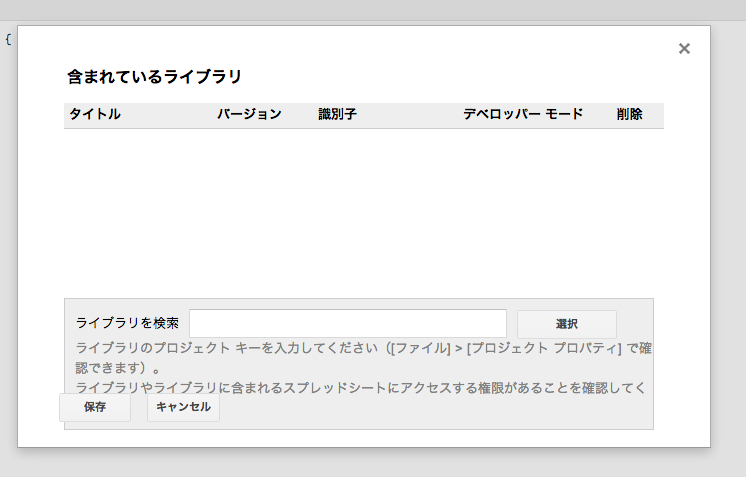 {
×
含まれているライブラリ
タイトル バージョン 識別子 デベロッパー モード 削除
ライブラリを検索 選択
ライブラリのプロジェクト キーを入力してください（[ファイル] > [プロジェクト プロパティ] で確
認できます）。
ライブラリやライブラリに含まれるスプレッドシートにアクセスする権限があることを確認してく
保存 キャンセル